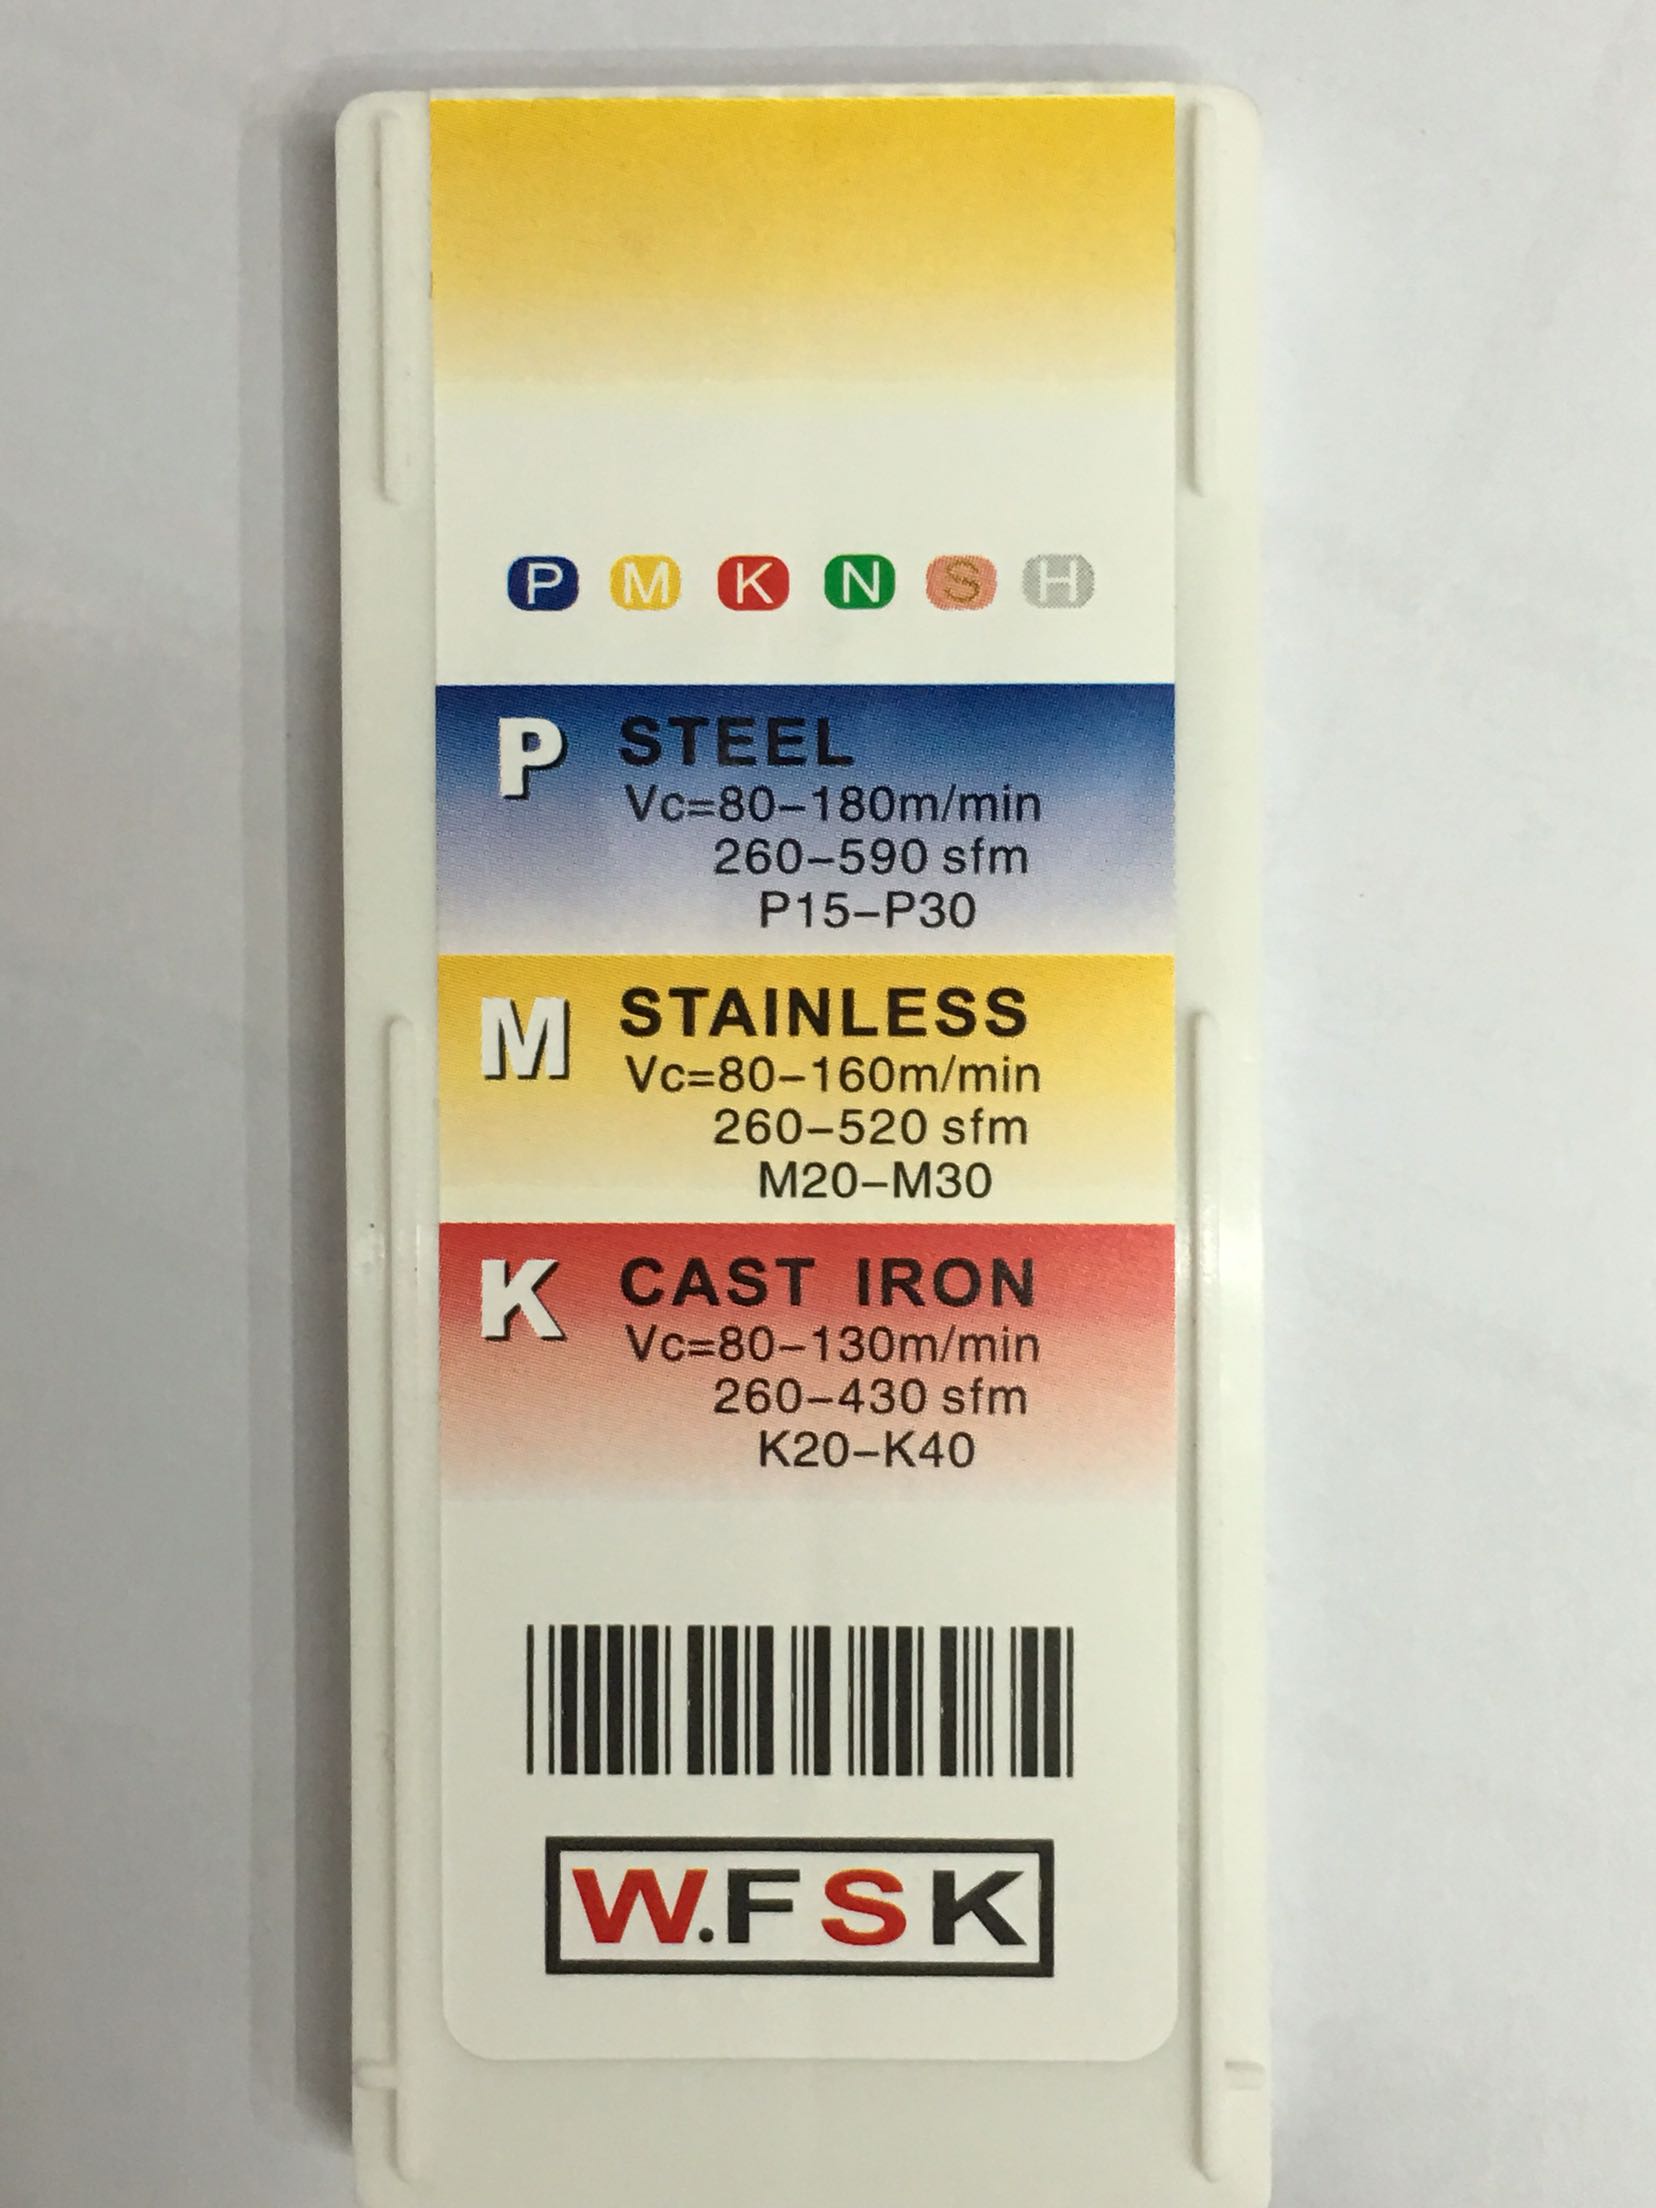 P M K N S H
P STEEL
Vc=80–180m/min
260–590 sfm
P15–P30
M STAINLESS
Vc=80–160m/min
260–520 sfm
M20–M30
K CAST IRON
Vc=80–130m/min
260–430 sfm
K20–K40
W.FSK